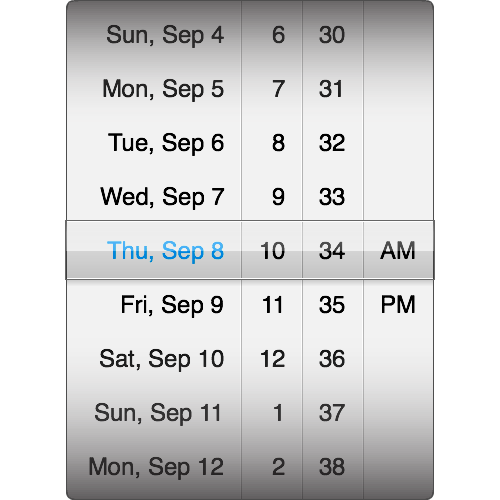 Sun, Sep 4 6 30
Mon, Sep 5 7 31
Tue, Sep 6 8 32
Wed, Sep 7 9 33
Thu, Sep 8 10 34 AM
Fri, Sep 9 11 35 PM
Sat, Sep 10 12 36
Sun, Sep 11 1 37
Mon, Sep 12 2 38